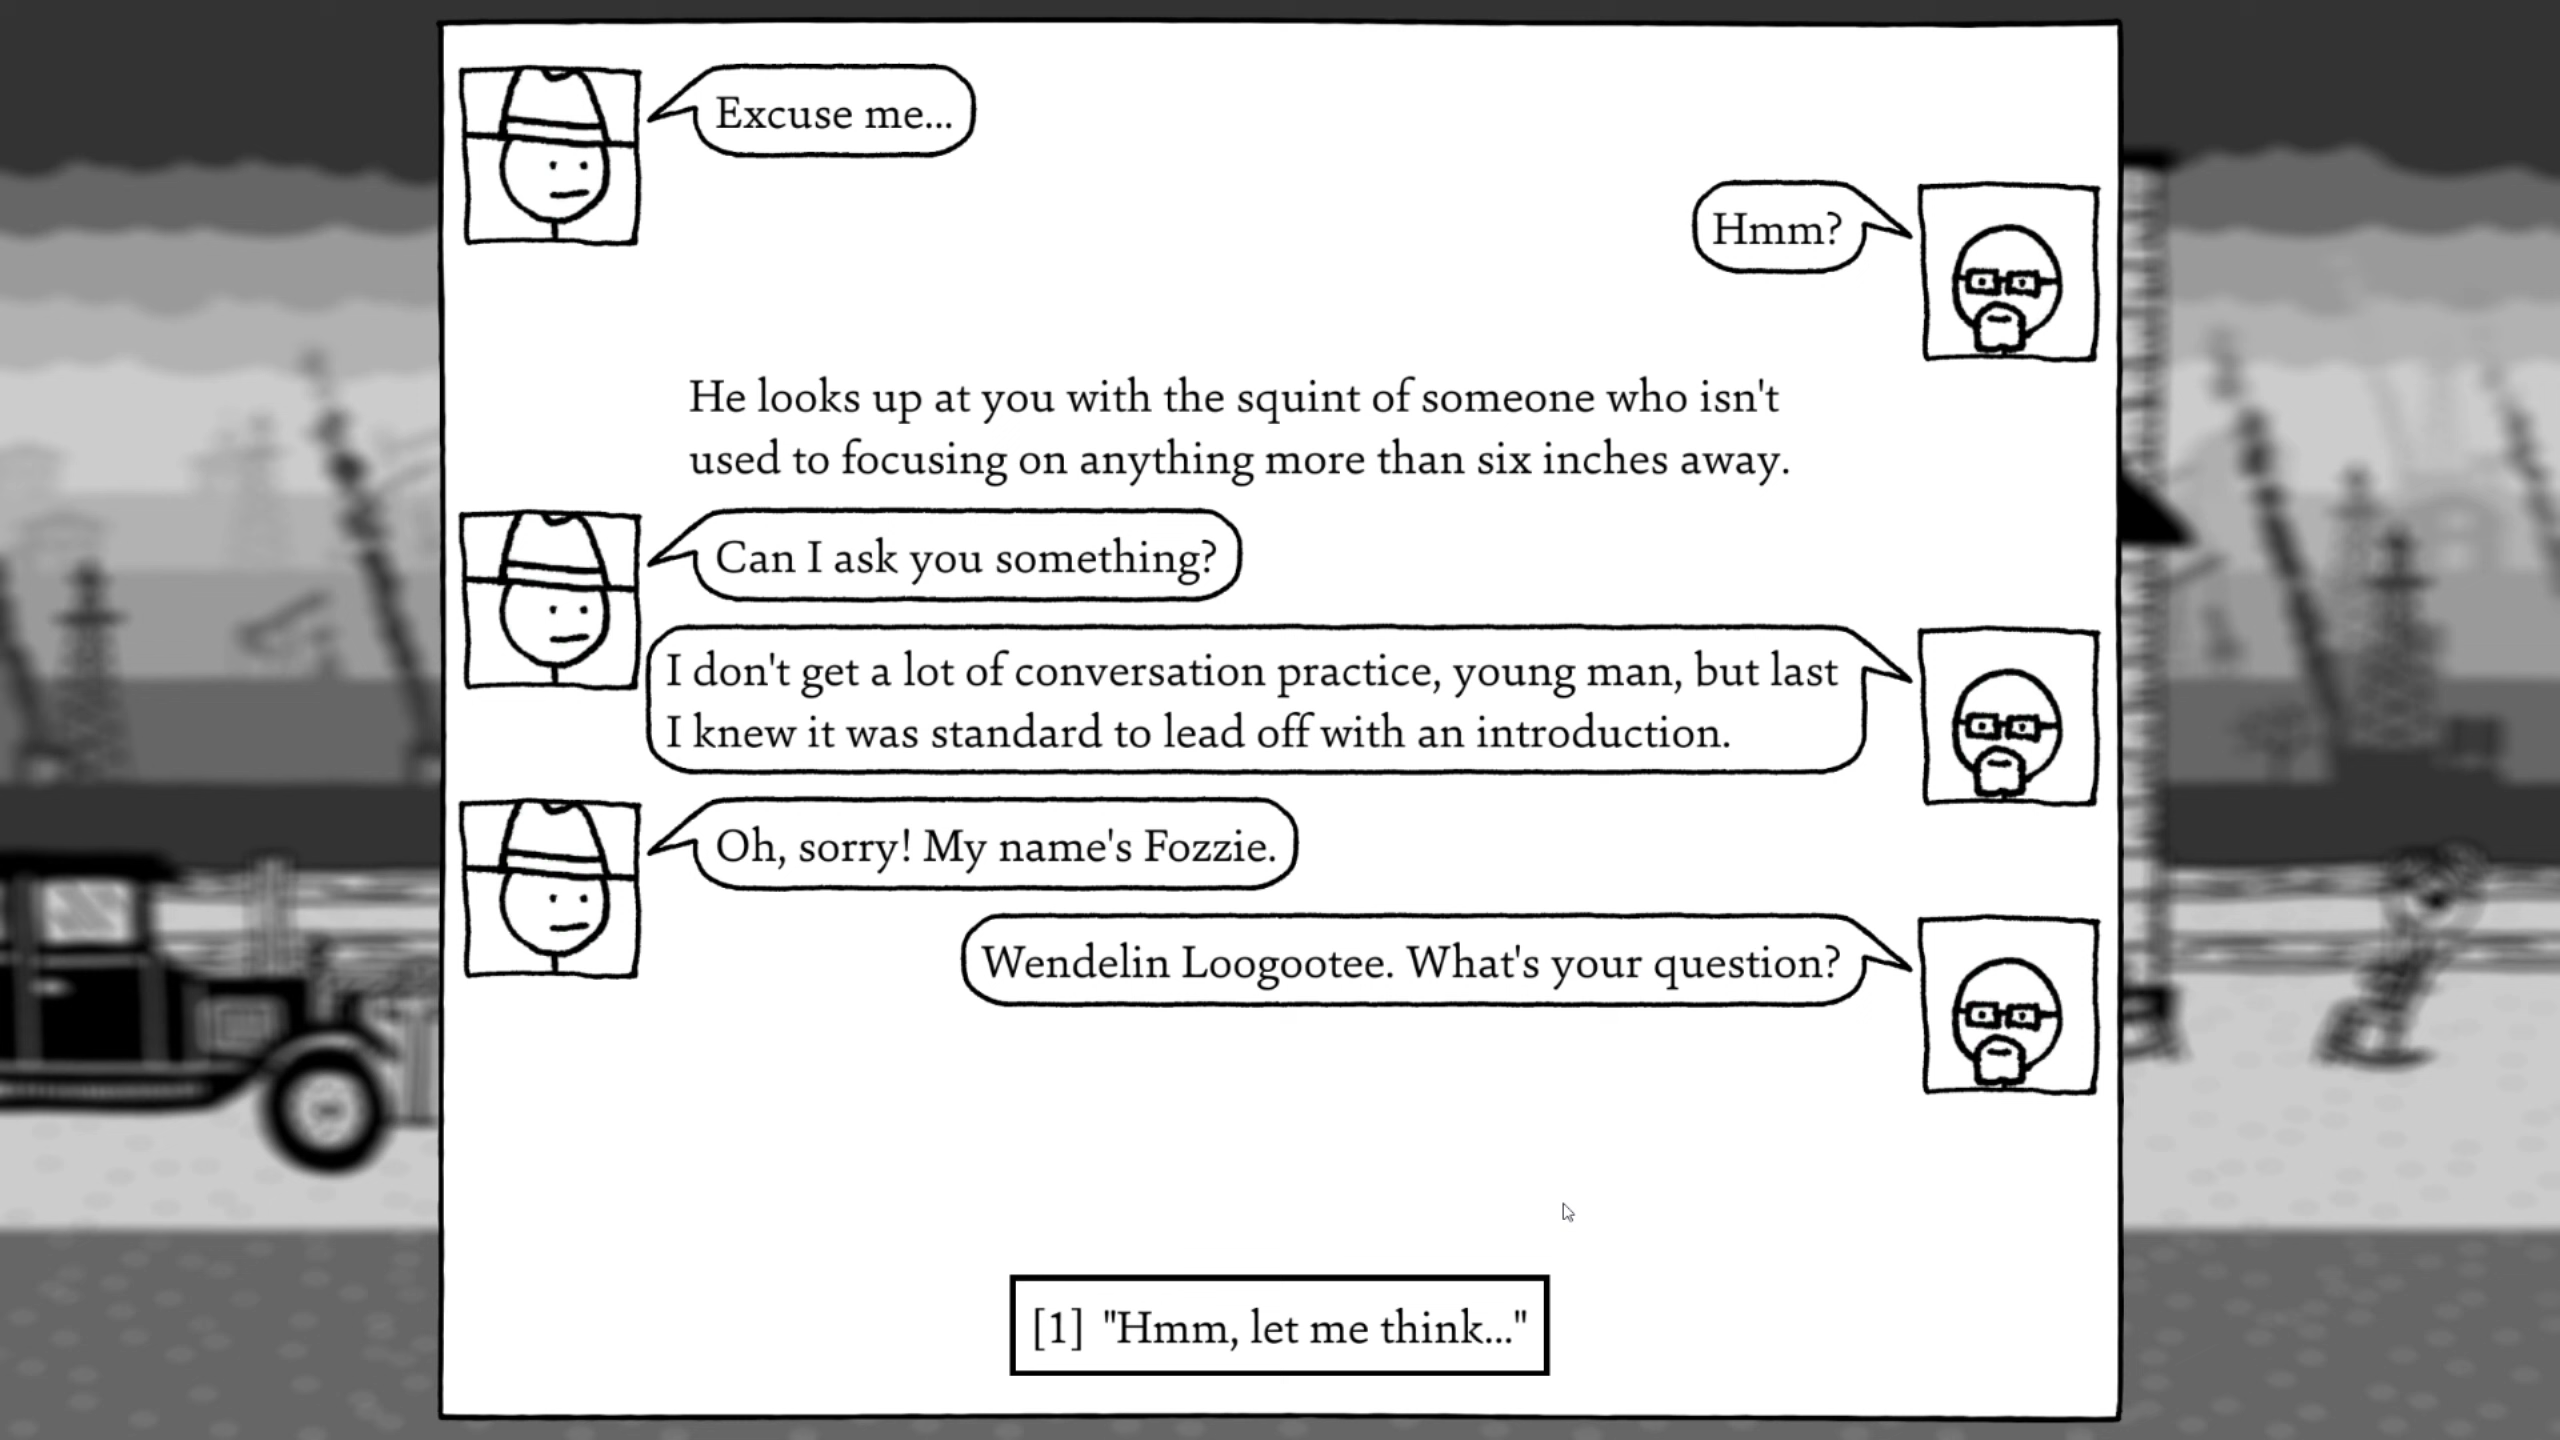 Excuse me...
Hmm?
He looks up at you with the squint of someone who isn't
used to focusing on anything more than six inches away.
Can I ask you something?
I don't get a lot of conversation practice, young man, but last
I knew it was standard to lead off with an introduction.
Oh, sorry! My name's Fozzie.
Wendelin Loogootee. What's your question?
[1] "Hmm, let me think..."